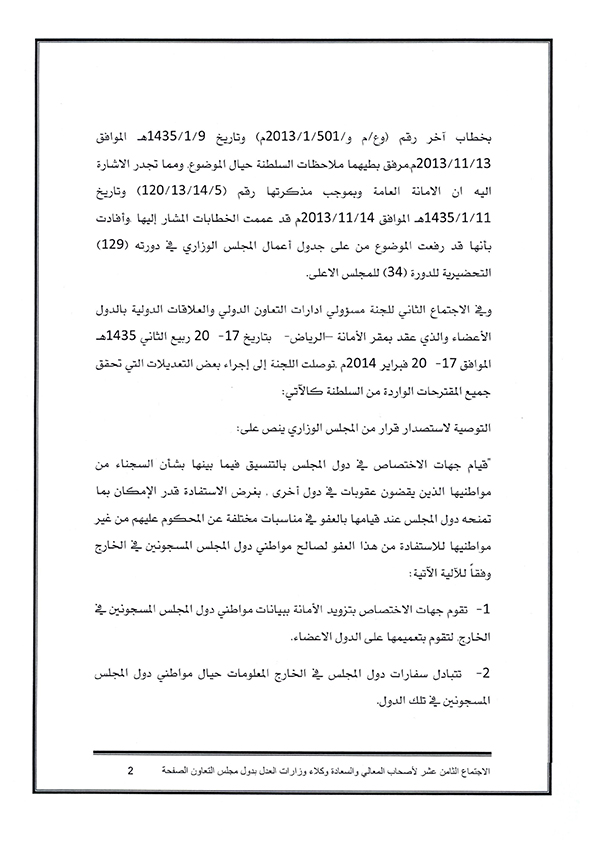 بخطاب آخر رقم (وع/م و/2013/1/501م) وتاريخ 1435/1/9هـ الموافق
2013/11/13م,مرفق بطيهما ملاحظات السلطنة حيال الموضوع, ومما تجدر الاشارة
اليه ان الامانة العامة وبموجب مذكرتها رقم (120/13/14/5) وتاريخ
1435/1/11هـ الموافق 2013/11/14م قد عممت الخطابات المشار إليها وأفادت
بأنها قد رفعت الموضوع من على جدول أعمال المجلس الوزاري في دورته (129)
التحضيرية للدورة (34) للمجلس الاعلى.
وفي الاجتماع الثاني للجنة مسؤولي ادارات التعاون الدولي والعلاقات الدولية بالدول
الأعضاء والذي عقد بمقر الأمانة –الرياض- بتاريخ 17- 20 ربيع الثاني 1435هـ
الموافق 17- 20 فبراير 2014م .توصلت اللجنة إلى إجراء بعض التعديلات التي تحقق
جميع المقترحات الواردة من السلطنة كالآتي:
التوصية لاستصدار قرار من المجلس الوزاري ينص على:
"قيام جهات الاختصاص في دول المجلس بالتنسيق فيما بينها بشأن السجناء من
مواطنيها الذين يقضون عقوبات في دول أخرى , بغرض الاستفادة قدر الإمكان بما
تمنحه دول المجلس عند قيامها بالعفو في مناسبات مختلفة عن المحكوم عليهم من غير
مواطنيها للاستفادة من هذا العفو لصالح مواطني دول المجلس المسجونين في الخارج
وفقاً للآلية الآتية:
1- تقوم جهات الاختصاص بتزويد الأمانة ببيانات مواطني دول المجلس المسجونين في
الخارج, لتقوم بتعميمها على الدول الاعضاء.
2- تتبادل سفارات دول المجلس في الخارج المعلومات حيال مواطني دول المجلس
المسجونين في تلك الدول.
الاجتماع الثامن عشر لأصحاب المعالي والسعادة وكلاء وزارات العدل بدول مجلس التعاون الصفحة 2